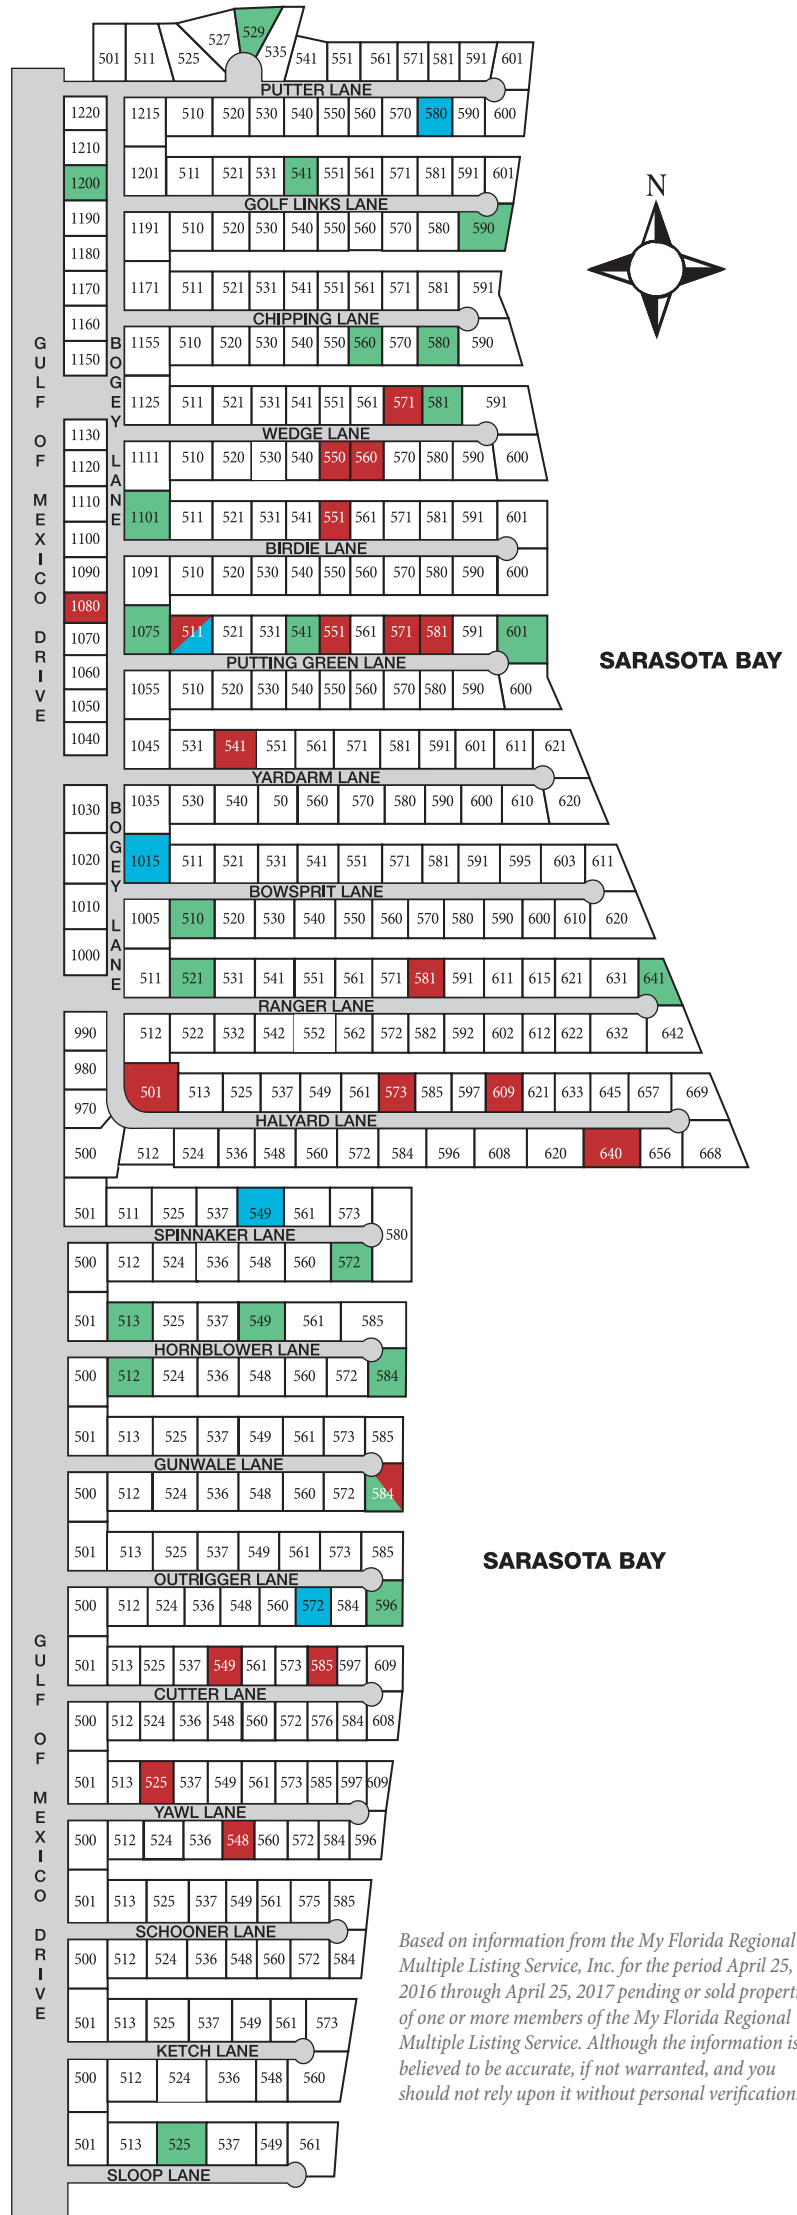 501 511 525 527 529 535 541 551 561 571 581 591 601
PUTTER LANE
1220 1215 510 520 530 540 550 560 570 580 590 600
N
1210
1200 1201 511 521 531 541 551 561 571 581 591 601
GOLF LINKS LANE
1190 1191 510 520 530 540 550 560 570 580 590
1180
1170 1171 511 521 531 541 551 561 571 581 591
CHIPPING LANE
1160 1155 510 520 530 540 550 560 570 580 590
1150
GULF OF MEXICO DRIVE
BOGEY LANE
1125 511 521 531 541 551 561 571 581 591
WEDGE LANE
1130 1111 510 520 530 540 550 560 570 580 590 600
1120
1110 1101 511 521 531 541 551 561 571 581 591 601
1100
BIRDIE LANE
1090 1091 510 520 530 540 550 560 570 580 590 600
1080
1070 1075 511 521 531 541 551 561 571 581 591 601
PUTTING GREEN LANE
SARASOTA BAY
1060 1055 510 520 530 540 550 560 570 580 590 600
1050
1040 1045 531 541 551 561 571 581 591 601 611 621
YARDARM LANE
1030 1035 530 540 50 560 570 580 590 600 610 620
BOGEY LANE
1020 1015 511 521 531 541 551 571 581 591 595 603 611
BOWSPRIT LANE
1010 1005 510 520 530 540 550 560 570 580 590 600 610 620
1000
511 521 531 541 551 561 571 581 591 611 615 621 631 641
RANGER LANE
990 512 522 532 542 552 562 572 582 592 602 612 622 632 642
980
970 501 513 525 537 549 561 573 585 597 609 621 633 645 657 669
HALYARD LANE
500 512 524 536 548 560 572 584 596 608 620 640 656 668
501 511 525 537 549 561 573 580
SPINNAKER LANE
500 512 524 536 548 560 572
501 513 525 537 549 561 585
HORNBLOWER LANE
500 512 524 536 548 560 572 584
501 513 525 537 549 561 573 585
GUNWALE LANE
500 512 524 536 548 560 572 584
501 513 525 537 549 561 573 585
SARASOTA BAY
OUTRIGGER LANE
500 512 524 536 548 560 572 584 596
GULF OF MEXICO DRIVE
501 513 525 537 549 561 573 585 597 609
CUTTER LANE
500 512 524 536 548 560 572 576 584 608
501 513 525 537 549 561 573 585 597 609
YAWL LANE
500 512 524 536 548 560 572 584 596
501 513 525 537 549 561 575 585
SCHOONER LANE
500 512 524 536 548 560 572 584
501 513 525 537 549 561 573
KETCH LANE
500 512 524 536 548 560
501 513 525 537 549 561
SLOOP LANE
Based on information from the My Florida Regional
Multiple Listing Service, Inc. for the period April 25,
2016 through April 25, 2017 pending or sold propert
of one or more members of the My Florida Regional
Multiple Listing Service. Although the information is
believed to be accurate, if not warranted, and you
should not rely upon it without personal verification.